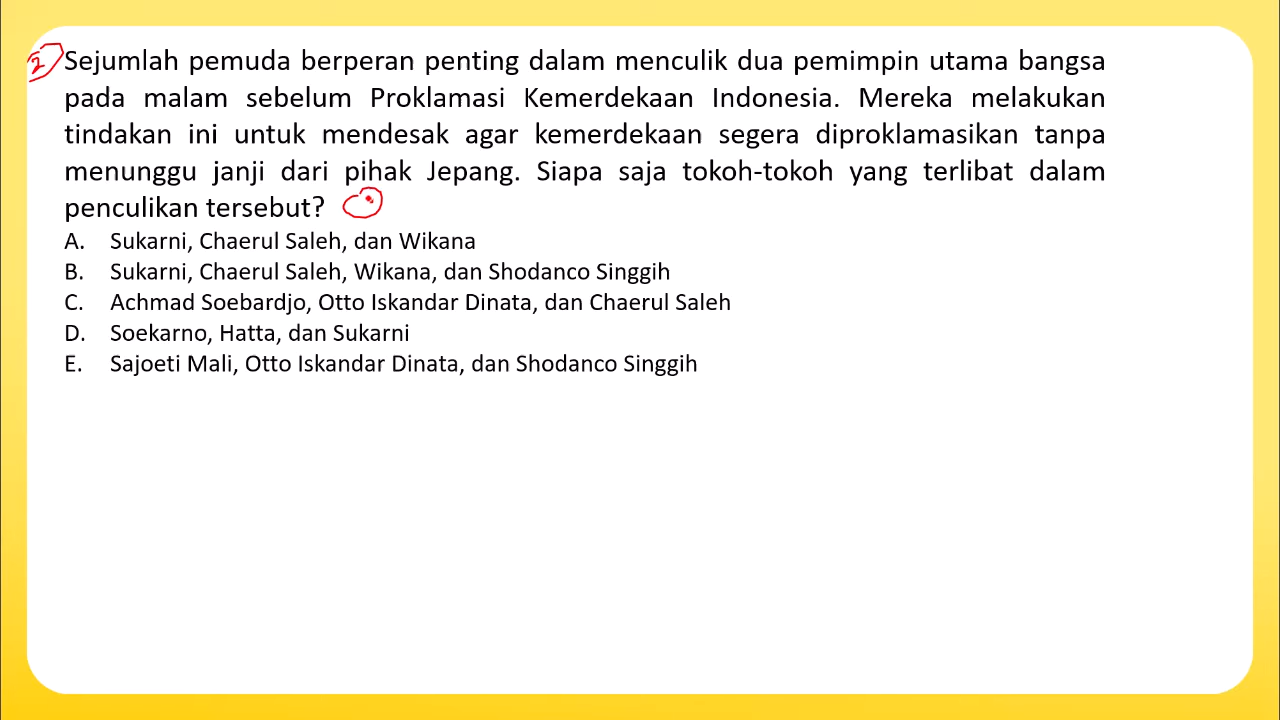 2 Sejumlah pemuda berperan penting dalam menculik dua pemimpin utama bangsa
pada malam sebelum Proklamasi Kemerdekaan Indonesia. Mereka melakukan
tindakan ini untuk mendesak agar kemerdekaan segera diproklamasikan tanpa
menunggu janji dari pihak Jepang. Siapa saja tokoh-tokoh yang terlibat dalam
penculikan tersebut?
A. Sukarni, Chaerul Saleh, dan Wikana
B. Sukarni, Chaerul Saleh, Wikana, dan Shodanco Singgih
C. Achmad Soebardjo, Otto Iskandar Dinata, dan Chaerul Saleh
D. Soekarno, Hatta, dan Sukarni
E. Sajoeti Mali, Otto Iskandar Dinata, dan Shodanco Singgih